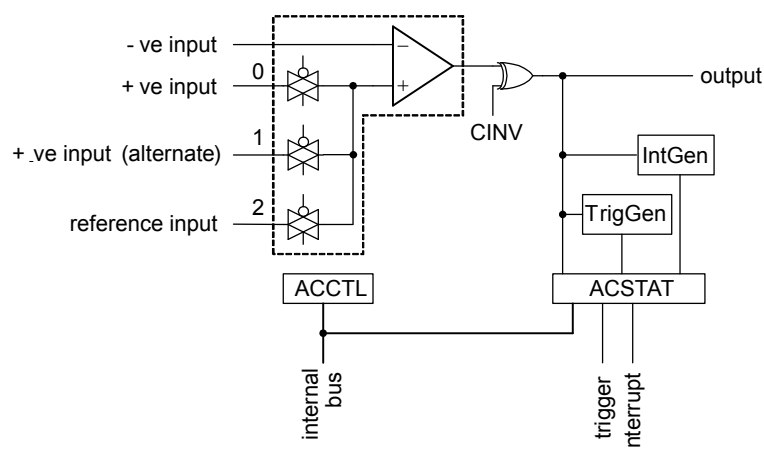 - ve input
0
+ ve input
1
+ ve input (alternate)
2
reference input
−
+
CINV
output
IntGen
TrigGen
ACCTL
ACSTAT
internal
bus
trigger
nterrupt